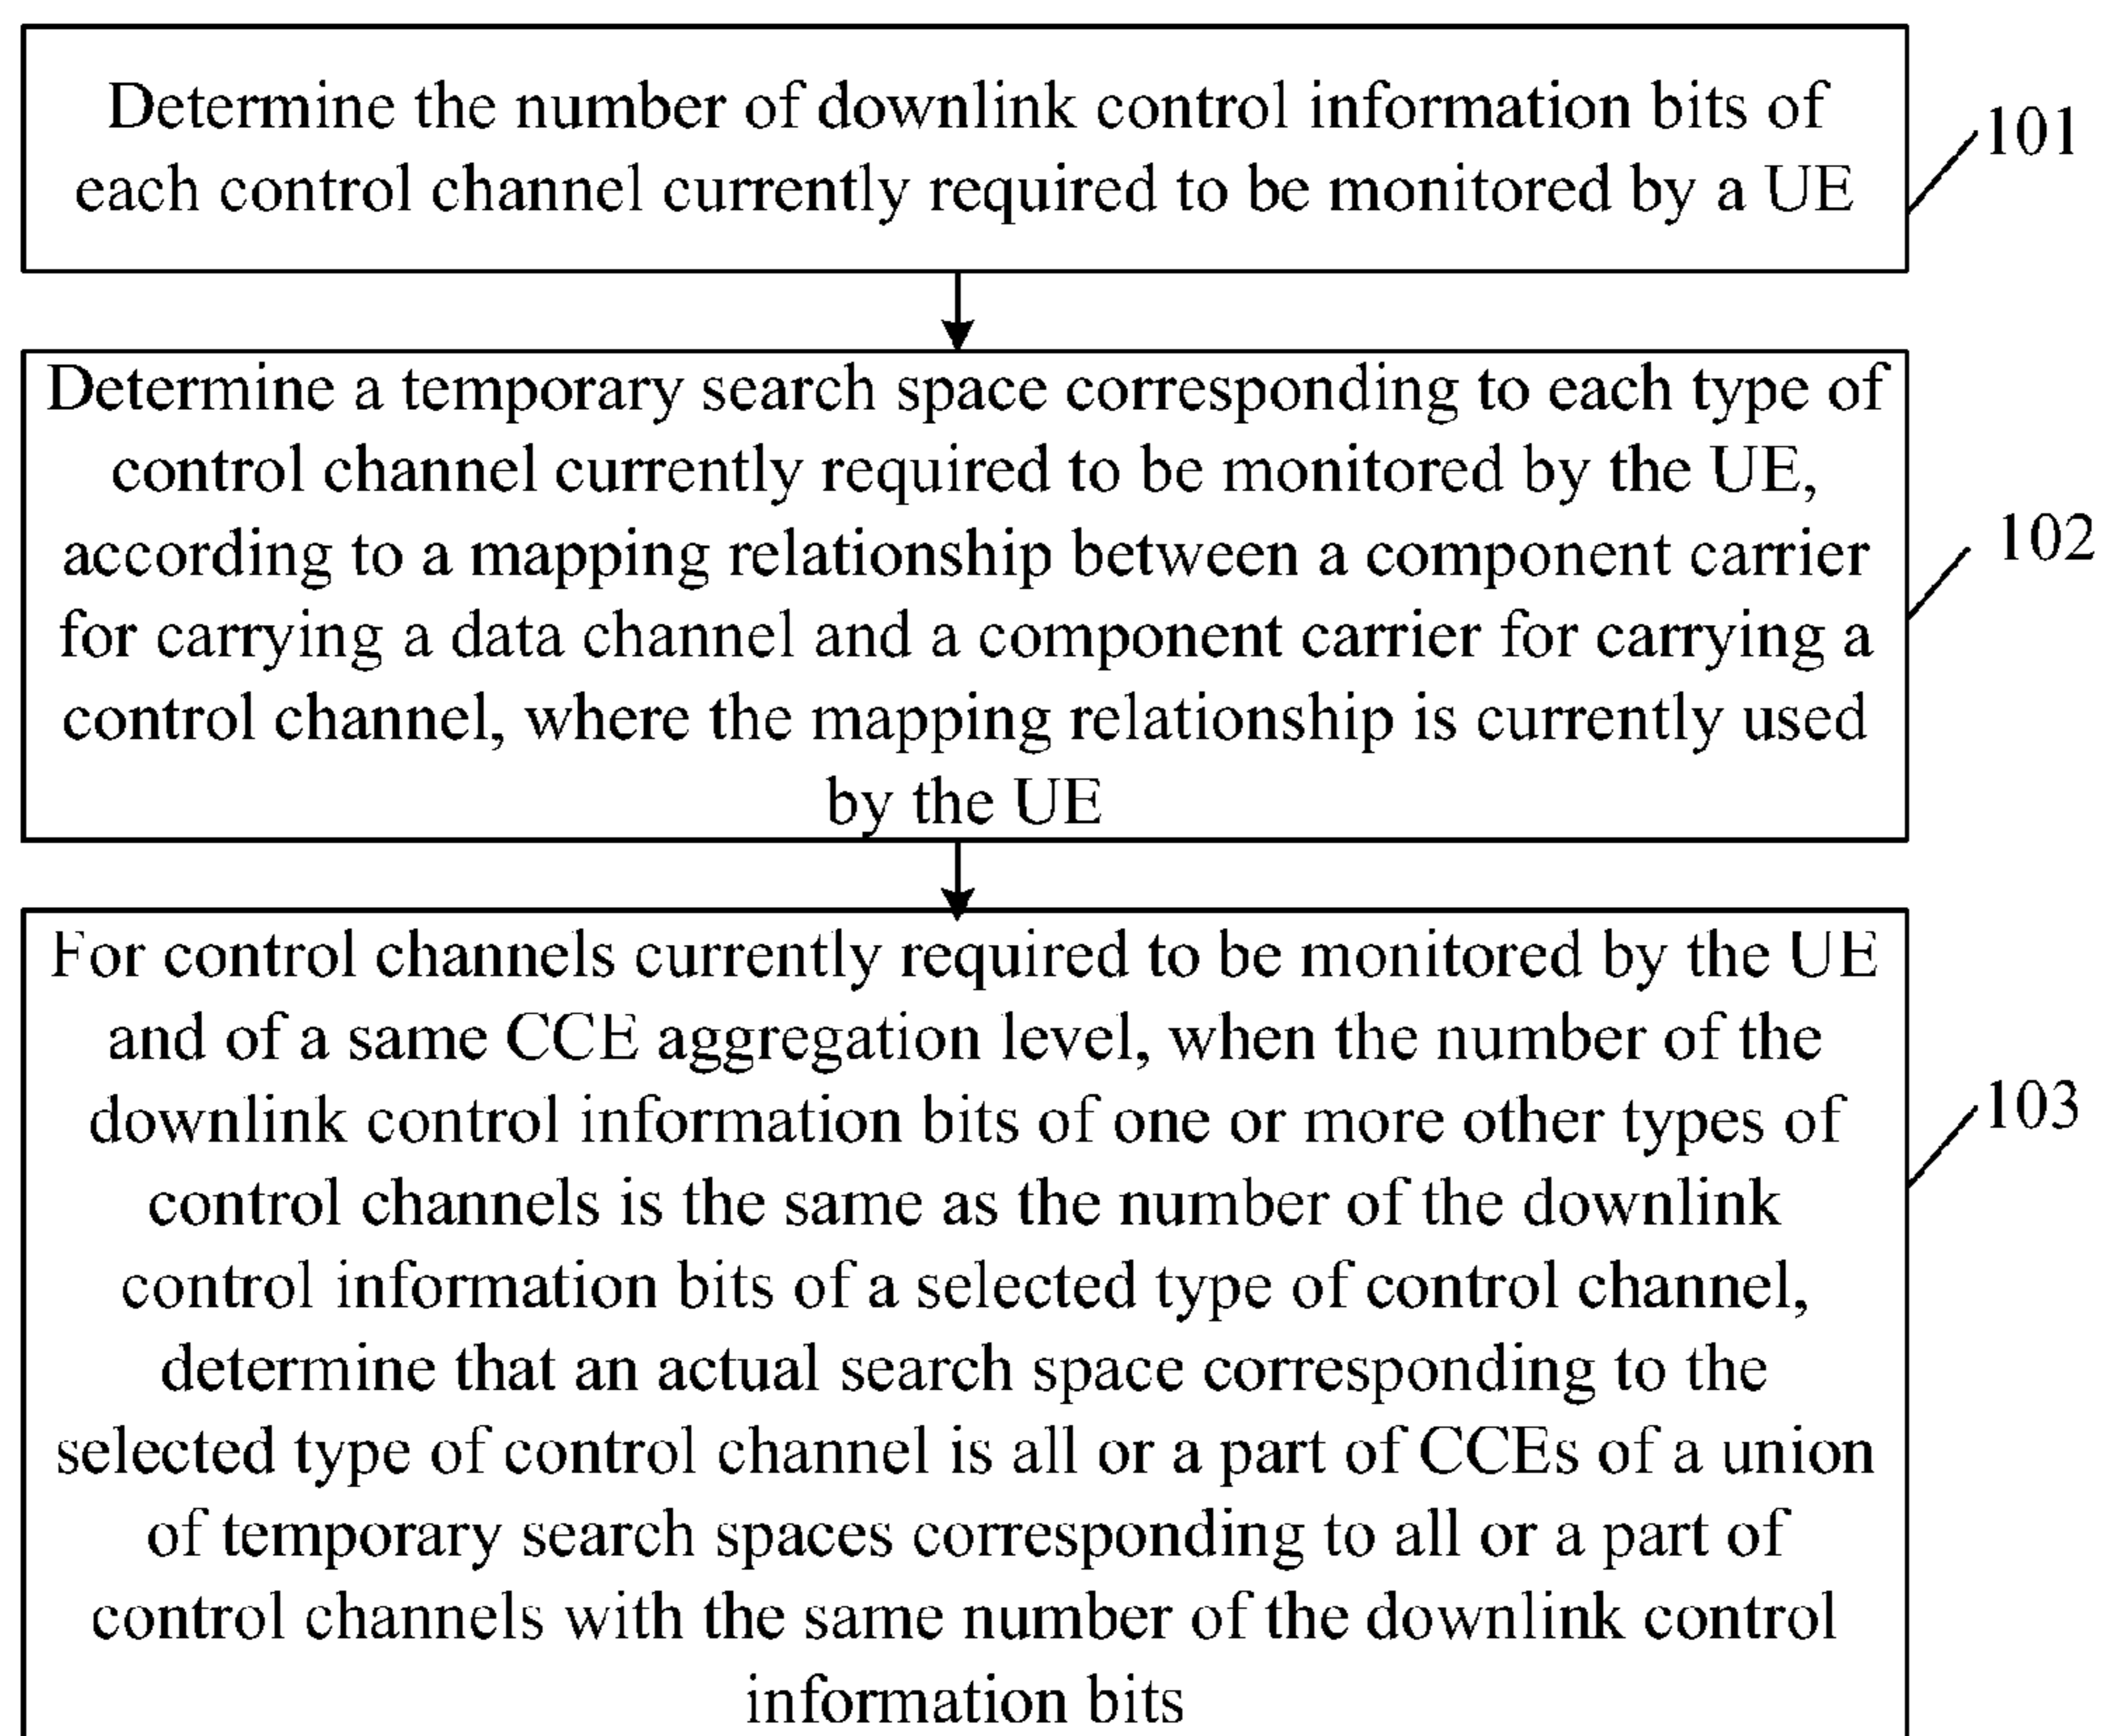 Determine the number of downlink control information bits of
each control channel currently required to be monitored by a UE
101
Determine a temporary search space corresponding to each type of
control channel currently required to be monitored by the UE,
according to a mapping relationship between a component carrier
for carrying a data channel and a component carrier for carrying a
control channel, where the mapping relationship is currently used
by the UE
102
For control channels currently required to be monitored by the UE
and of a same CCE aggregation level, when the number of the
downlink control information bits of one or more other types of
control channels is the same as the number of the downlink
control information bits of a selected type of control channel,
determine that an actual search space corresponding to the
selected type of control channel is all or a part of CCEs of a union
of temporary search spaces corresponding to all or a part of
control channels with the same number of the downlink control
information bits
103